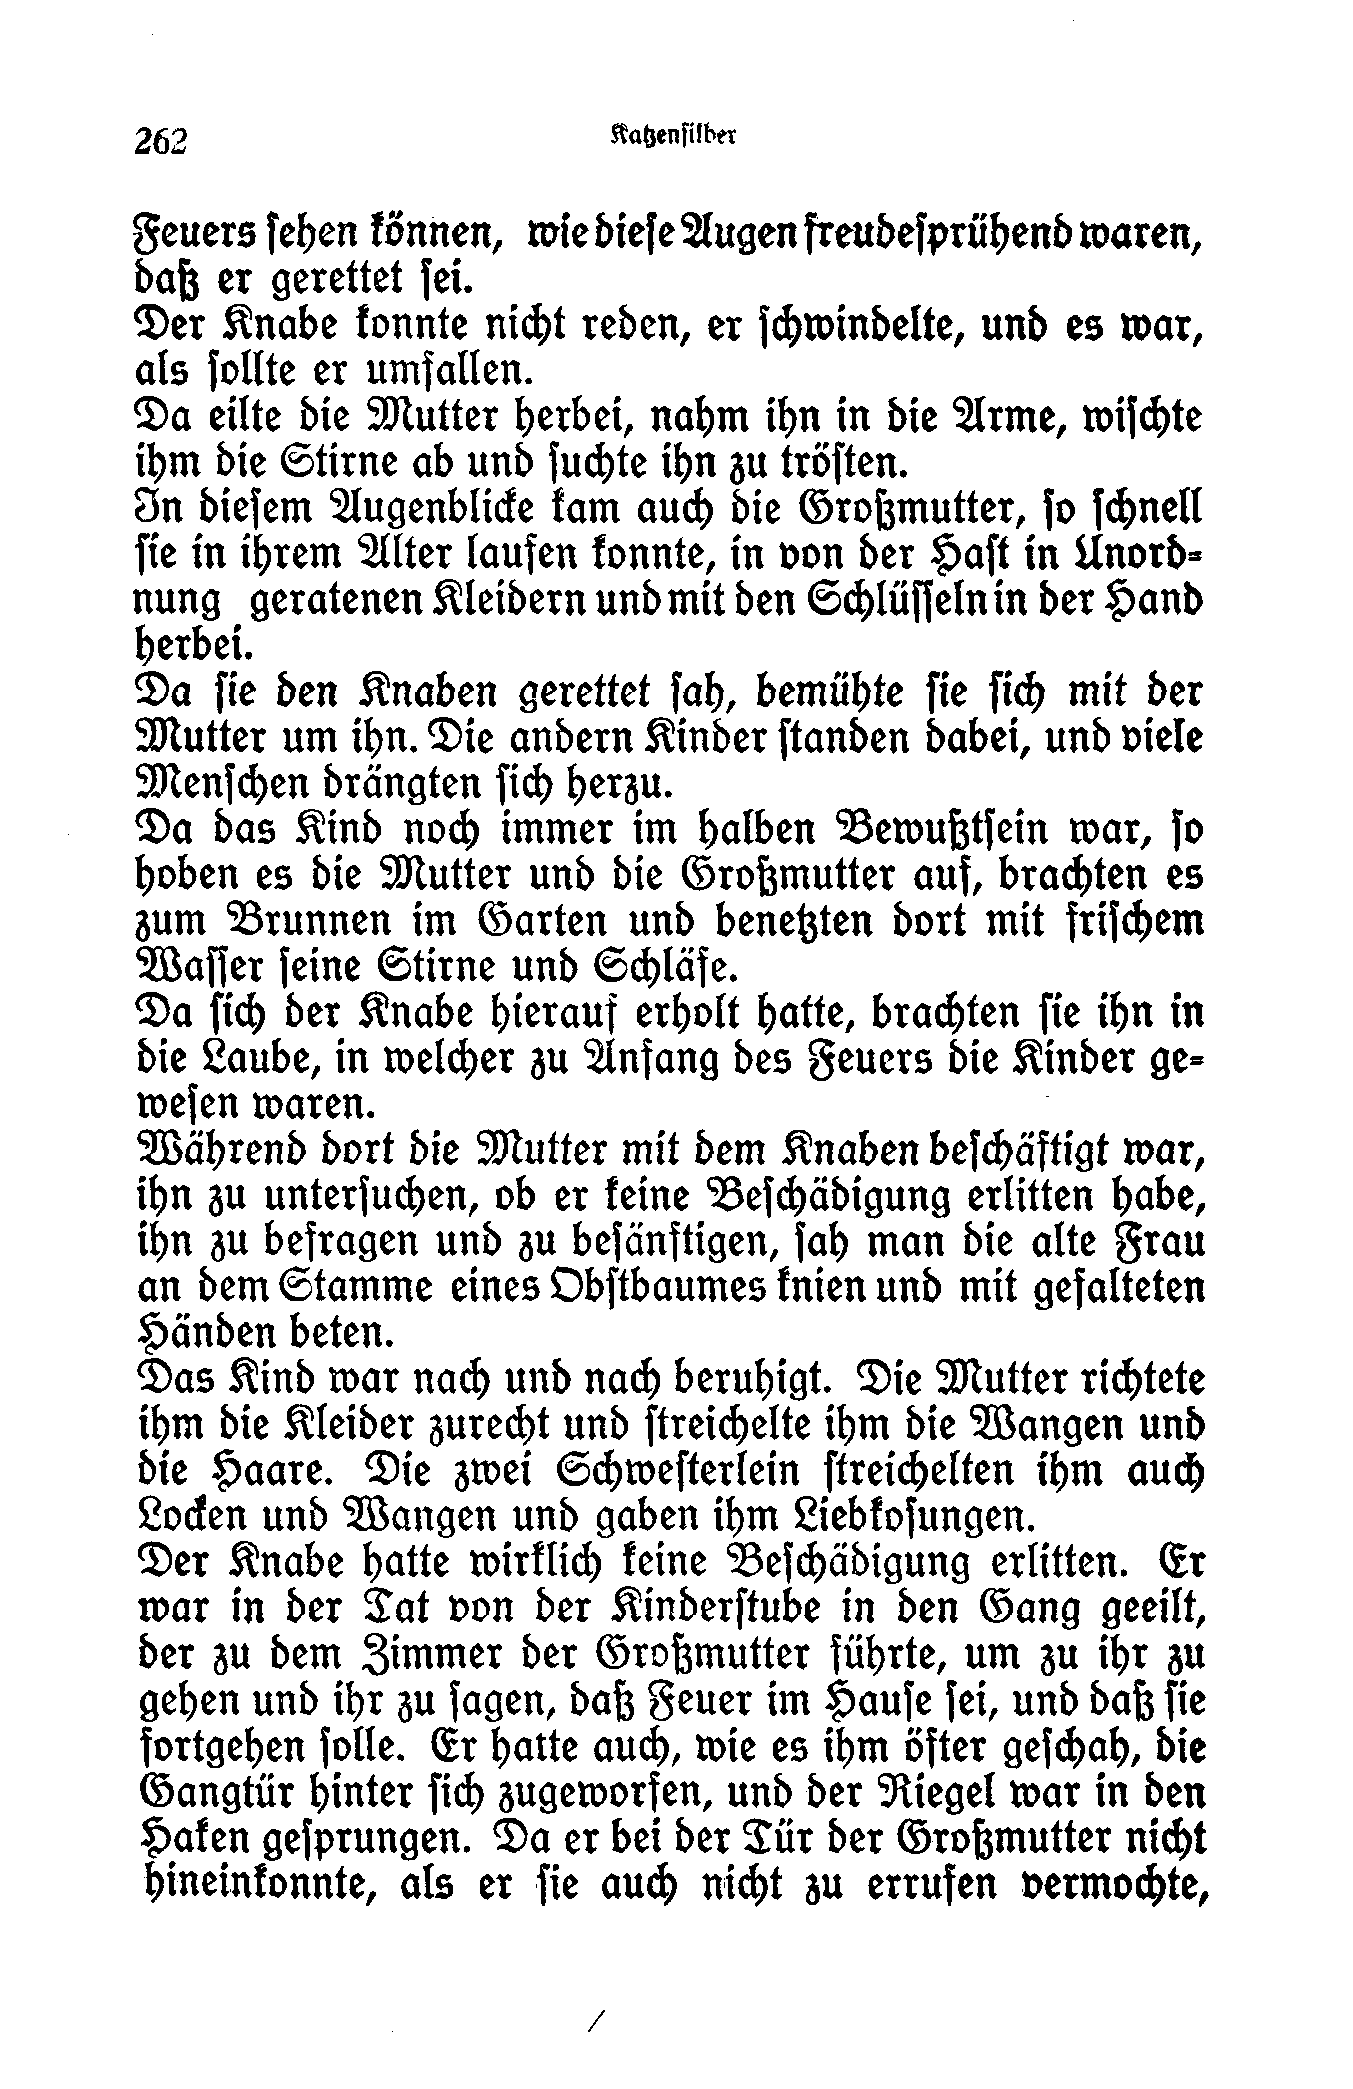 262 Katzensilber
Feuers sehen können, wie diese Augen freudesprühend waren,
daß er gerettet sei.
Der Knabe konnte nicht reden, er schwindelte, und es war,
als sollte er umfallen.
Da eilte die Mutter herbei, nahm ihn in die Arme, wischte
ihm die Stirne ab und suchte ihn zu trösten.
In diesem Augenblicke kam auch die Großmutter, so schnell
sie in ihrem Alter laufen konnte, in von der Hast in Unord-
nung geratenen Kleidern und mit den Schlüsseln in der Hand
herbei.
Da sie den Knaben gerettet sah, bemühte sie sich mit der
Mutter um ihn. Die andern Kinder standen dabei, und viele
Menschen drängten sich herzu.
Da das Kind noch immer im halben Bewußtsein war, so
hoben es die Mutter und die Großmutter auf, brachten es
zum Brunnen im Garten und benetzten dort mit frischem
Wasser seine Stirne und Schläfe.
Da sich der Knabe hierauf erholt hatte, brachten sie ihn in
die Laube, in welcher zu Anfang des Feuers die Kinder ge-
wesen waren.
Während dort die Mutter mit dem Knaben beschäftigt war,
ihn zu untersuchen, ob er keine Beschädigung erlitten habe,
ihn zu befragen und zu besänftigen, sah man die alte Frau
an dem Stamme eines Obstbaumes knien und mit gefalteten
Händen beten.
Das Kind war nach und nach beruhigt. Die Mutter richtete
ihm die Kleider zurecht und streichelte ihm die Wangen und
die Haare. Die zwei Schwesterlein streichelten ihm auch
Locken und Wangen und gaben ihm Liebkosungen.
Der Knabe hatte wirklich keine Beschädigung erlitten. Er
war in der Tat von der Kinderstube in den Gang geeilt,
der zu dem Zimmer der Großmutter führte, um zu ihr zu
gehen und ihr zu sagen, daß Feuer im Hause sei, und daß sie
fortgehen solle. Er hatte auch, wie es ihm öfter geschah, die
Gangtür hinter sich zugeworfen, und der Riegel war in den
Haken gesprungen. Da er bei der Tür der Großmutter nicht
hineinkonnte, als er sie auch nicht zu errufen vermochte,